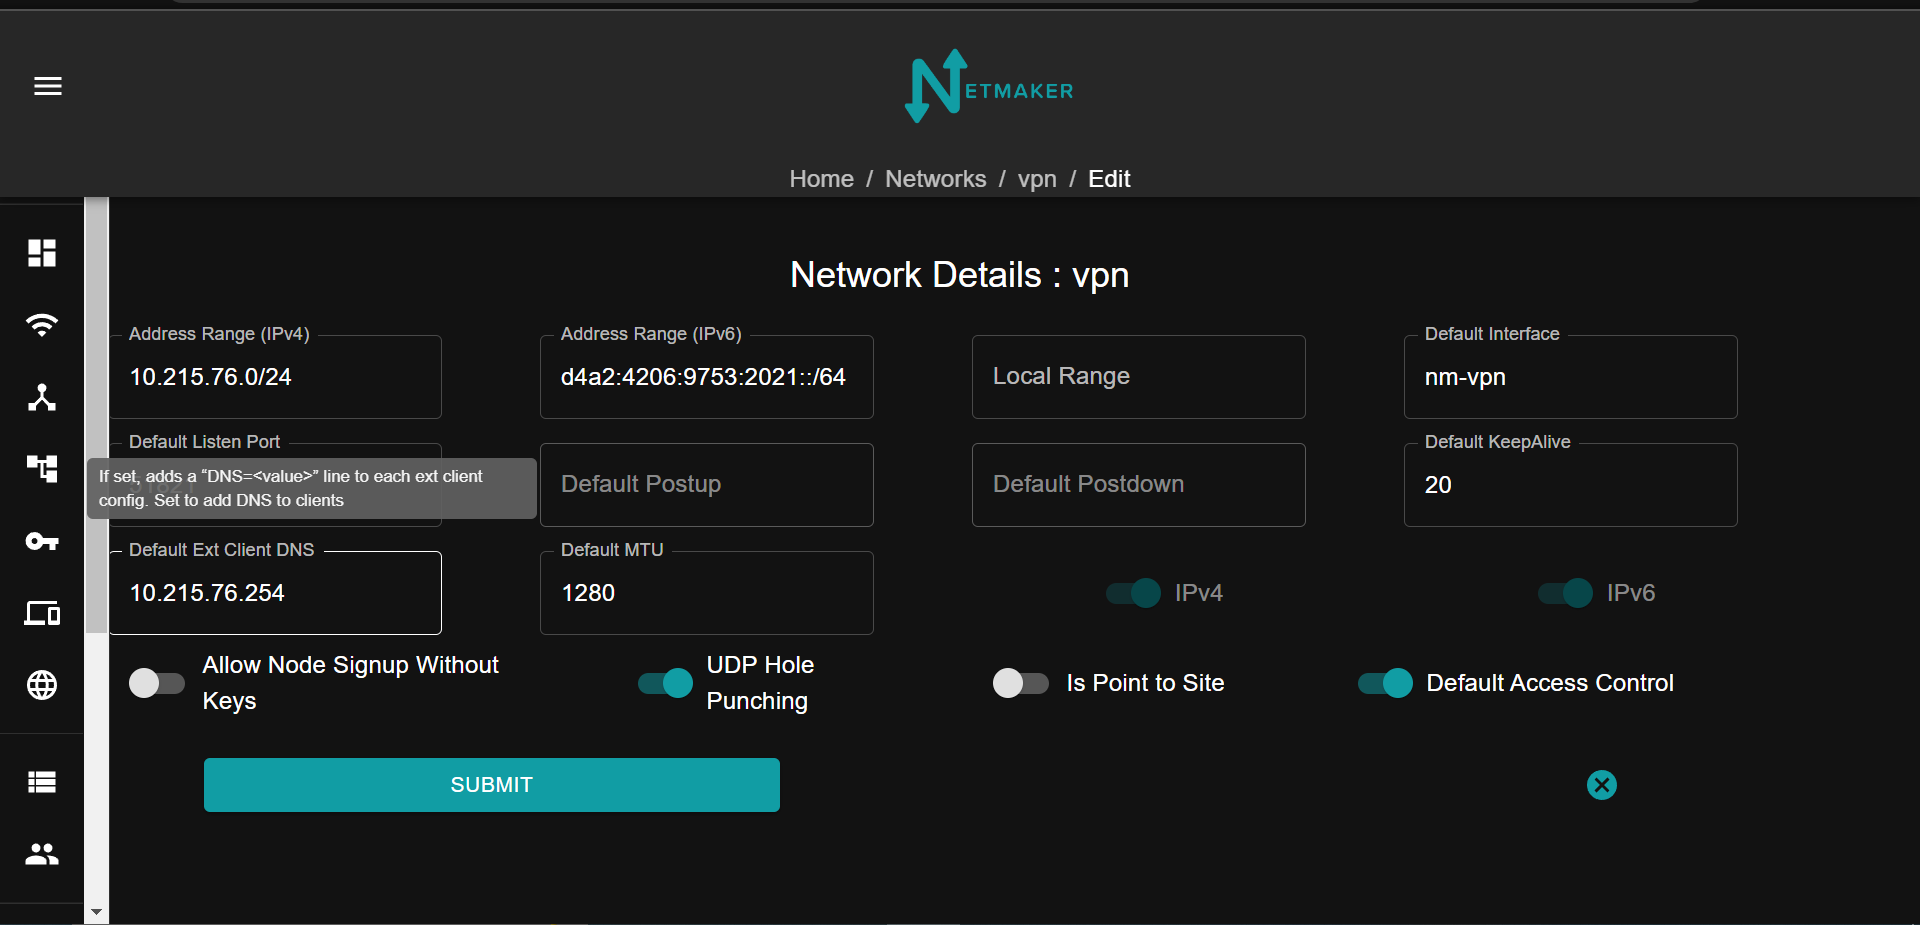 NETMAKER
Home / Networks / vpn / Edit
Network Details : vpn
Address Range (IPv4)
10.215.76.0/24
Address Range (IPv6)
d4a2:4206:9753:2021::/64
Local Range
Default Interface
nm-vpn
Default Listen Port
If set, adds a “DNS=<value>” line to each ext client
config. Set to add DNS to clients
Default Postup
Default Postdown
Default KeepAlive
20
Default Ext Client DNS
10.215.76.254
Default MTU
1280
IPv4
IPv6
Allow Node Signup Without
Keys
UDP Hole
Punching
Is Point to Site
Default Access Control
SUBMIT